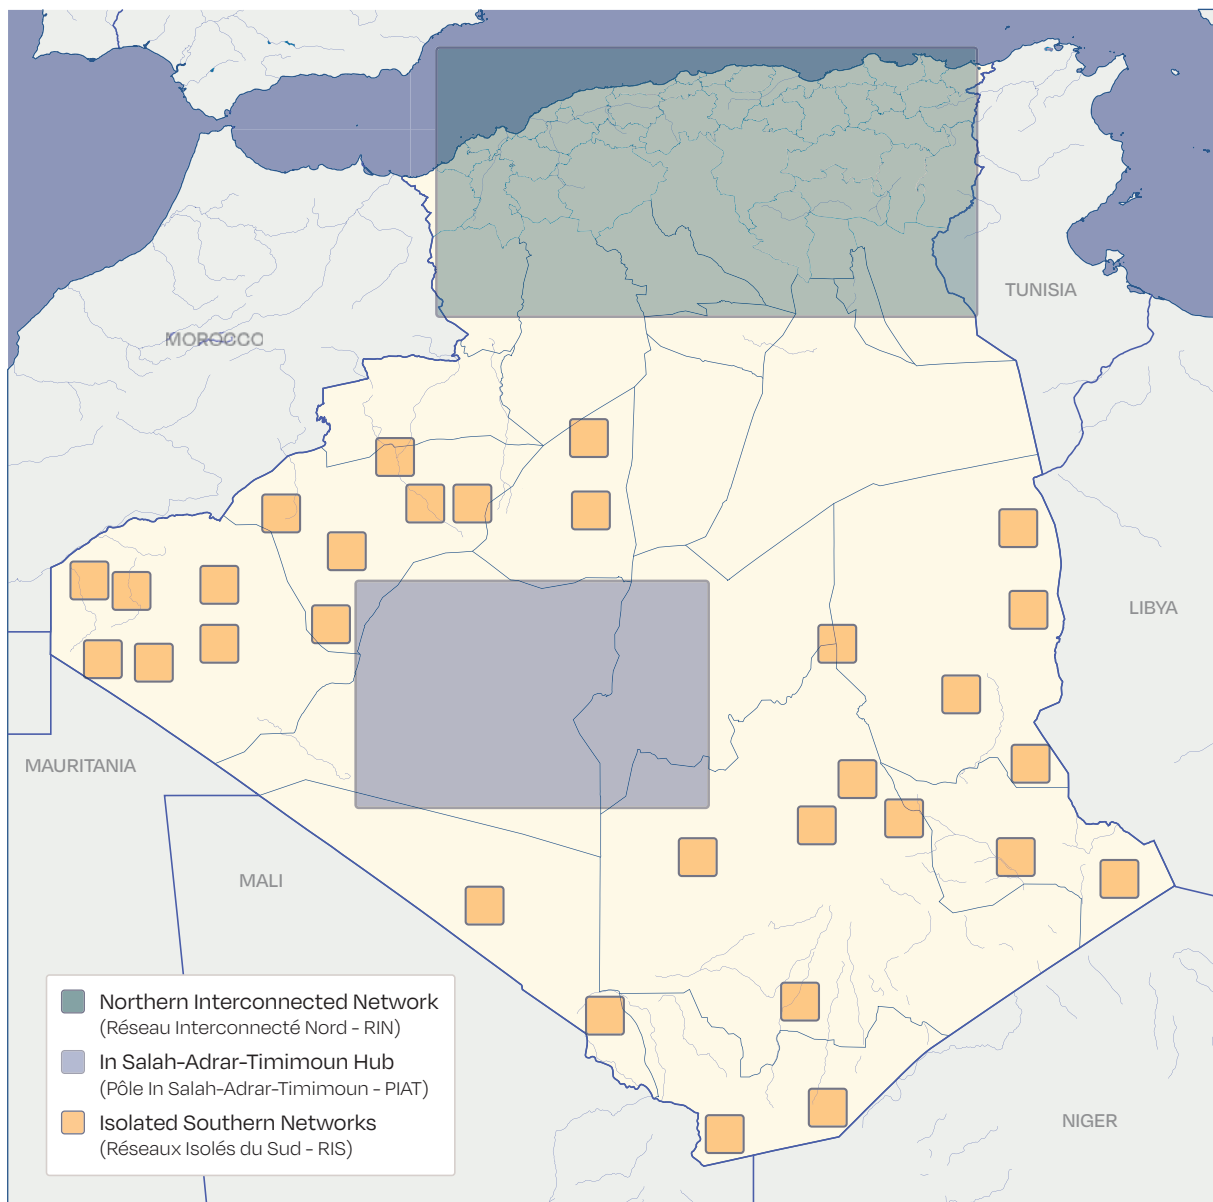 TUNISIA
MOROCCO
LIBYA
MAURITANIA
MALI
NIGER
Northern Interconnected Network
(Réseau Interconnecté Nord - RIN)
In Salah-Adrar-Timimoun Hub
(Pôle In Salah-Adrar-Timimoun - PIAT)
Isolated Southern Networks
(Réseaux Isolés du Sud - RIS)